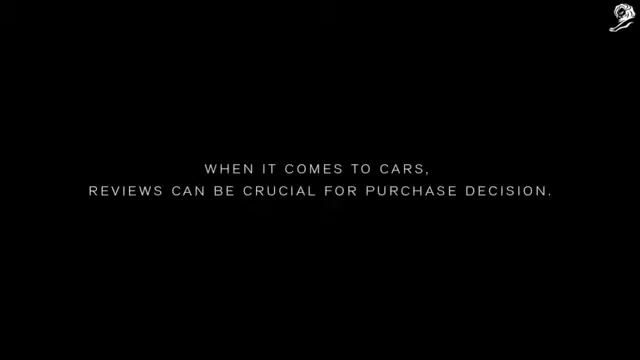 WHEN IT COMES TO CARS,
REVIEWS CAN BE CRUCIAL FOR PURCHASE DECISION.